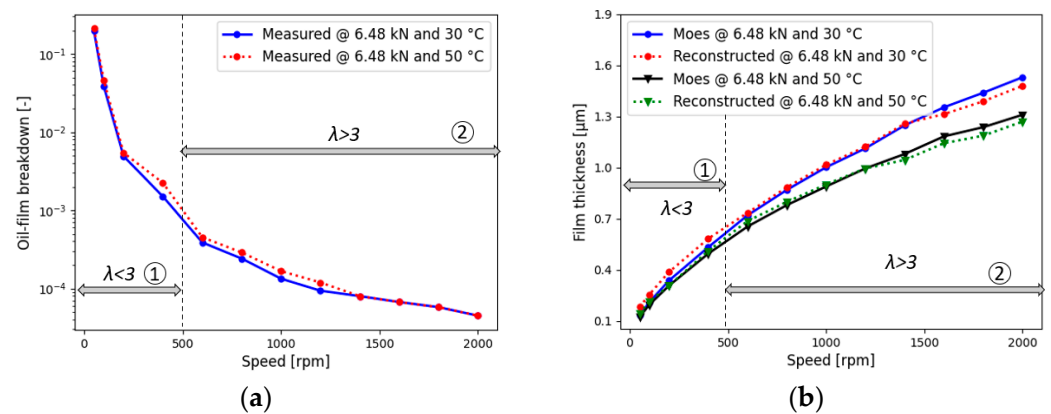 Oil-film breakdown [-]
10⁻¹
10⁻²
10⁻³
10⁻⁴
Measured @ 6.48 kN and 30 °C
Measured @ 6.48 kN and 50 °C
λ>3 ②
λ<3 ①
0 500 1000 1500 2000
Speed [rpm]
(a)
Film thickness [µm]
1.9
1.6
1.3
1.0
0.7
0.4
0.1
Moes @ 6.48 kN and 30 °C
Reconstructed @ 6.48 kN and 30 °C
Moes @ 6.48 kN and 50 °C
Reconstructed @ 6.48 kN and 50 °C
①
λ<3
λ>3
②
0 250 500 750 1000 1250 1500 1750 2000
Speed [rpm]
(b)